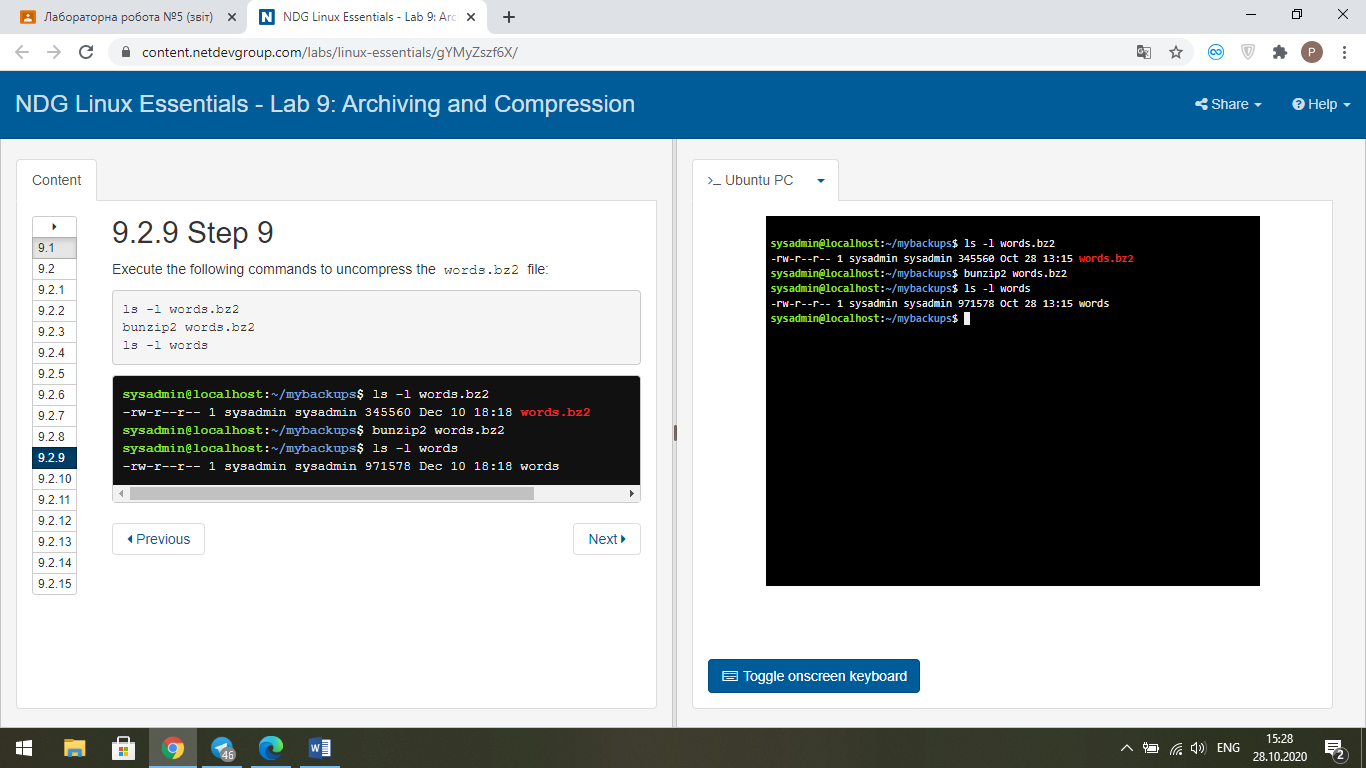 Лабораторна робота №5 (звіт)
NDG Linux Essentials - Lab 9: Arc
content.netdevgroup.com/labs/linux-essentials/gYMyZszf6X/
P
NDG Linux Essentials - Lab 9: Archiving and Compression
Share
Help
Content
9.1
9.2
9.2.1
9.2.2
9.2.3
9.2.4
9.2.5
9.2.6
9.2.7
9.2.8
9.2.9
9.2.10
9.2.11
9.2.12
9.2.13
9.2.14
9.2.15
9.2.9 Step 9
Execute the following commands to uncompress the words.bz2 file:
ls -l words.bz2
bunzip2 words.bz2
ls -l words
sysadmin@localhost:~/mybackups$ ls -l words.bz2
-rw-r--r-- 1 sysadmin sysadmin 345560 Dec 10 18:18 words.bz2
sysadmin@localhost:~/mybackups$ bunzip2 words.bz2
sysadmin@localhost:~/mybackups$ ls -l words
-rw-r--r-- 1 sysadmin sysadmin 971578 Dec 10 18:18 words
Previous
Next
>_ Ubuntu PC
sysadmin@localhost:~/mybackups$ ls -l words.bz2
-rw-r--r-- 1 sysadmin sysadmin 345560 Oct 28 13:15 words.bz2
sysadmin@localhost:~/mybackups$ bunzip2 words.bz2
sysadmin@localhost:~/mybackups$ ls -l words
-rw-r--r-- 1 sysadmin sysadmin 971578 Oct 28 13:15 words
sysadmin@localhost:~/mybackups$
Toggle onscreen keyboard
46
ENG
15:28
28.10.2020
2